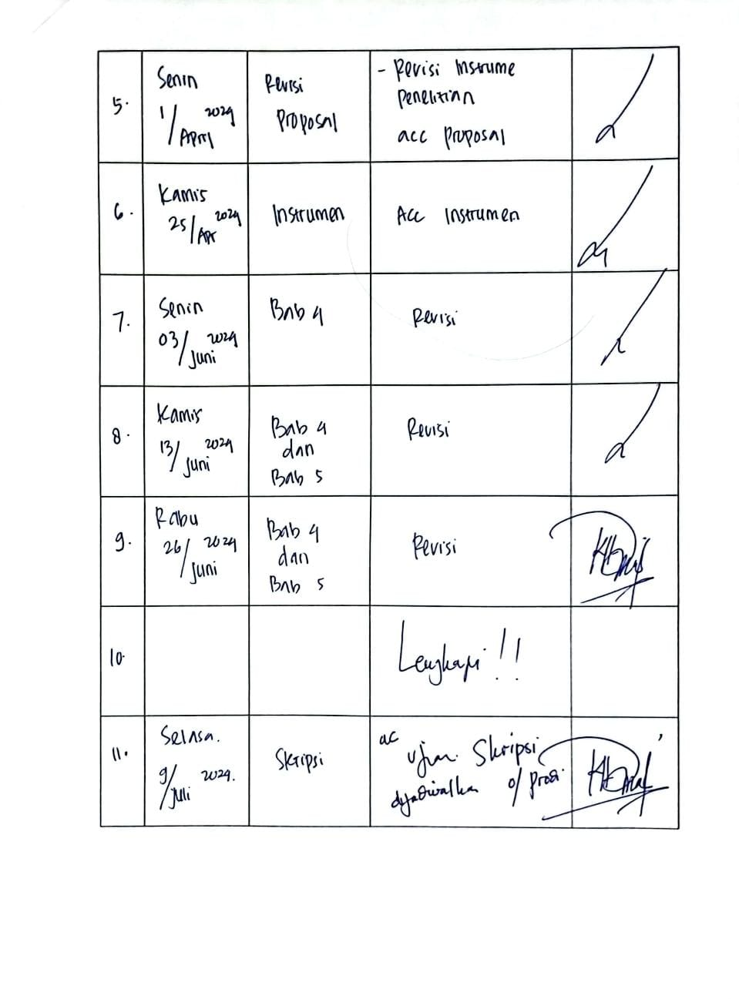 5.
Senin
1/April 2024
Revisi
Proposal
- Revisi Instrume
Penelitian
acc Proposal
6.
Kamis
25/Apr 2024
Instrumen
Acc Instrumen
7.
Senin
03/Juni 2024
Bab 4
Revisi
8.
Kamis
13/Juni 2024
Bab 4
dan
Bab 5
Revisi
9.
Rabu
26/Juni 2024
Bab 4
dan
Bab 5
Revisi
10.
Lengkapi !!
11.
Selasa.
9/Juli 2024.
Skripsi
ac
ujian Skripsi
o/ prodi